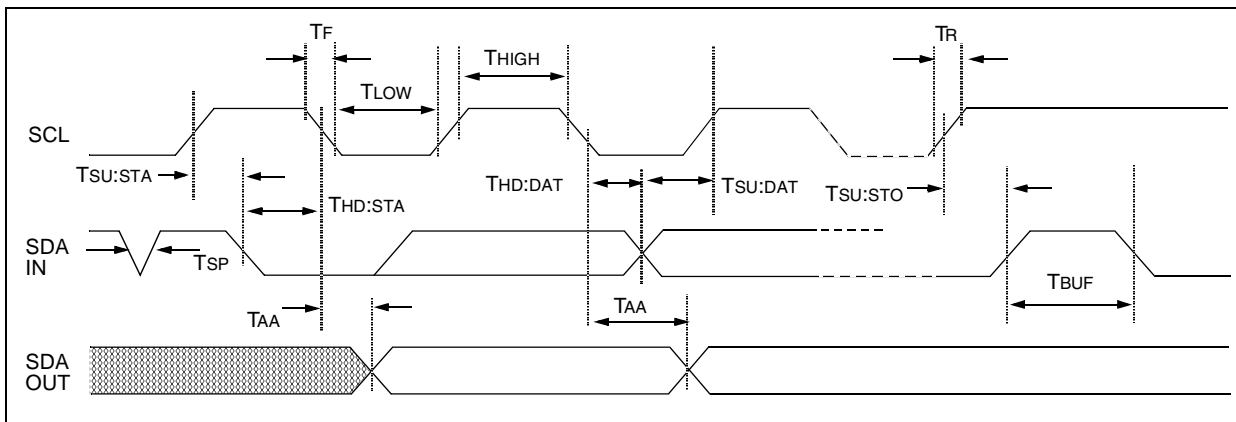 TF
TR
THIGH
TLOW
SCL
TSU:STA
THD:DAT
TSU:DAT
TSU:STO
THD:STA
SDA
IN
TSP
TBUF
TAA
TAA
SDA
OUT